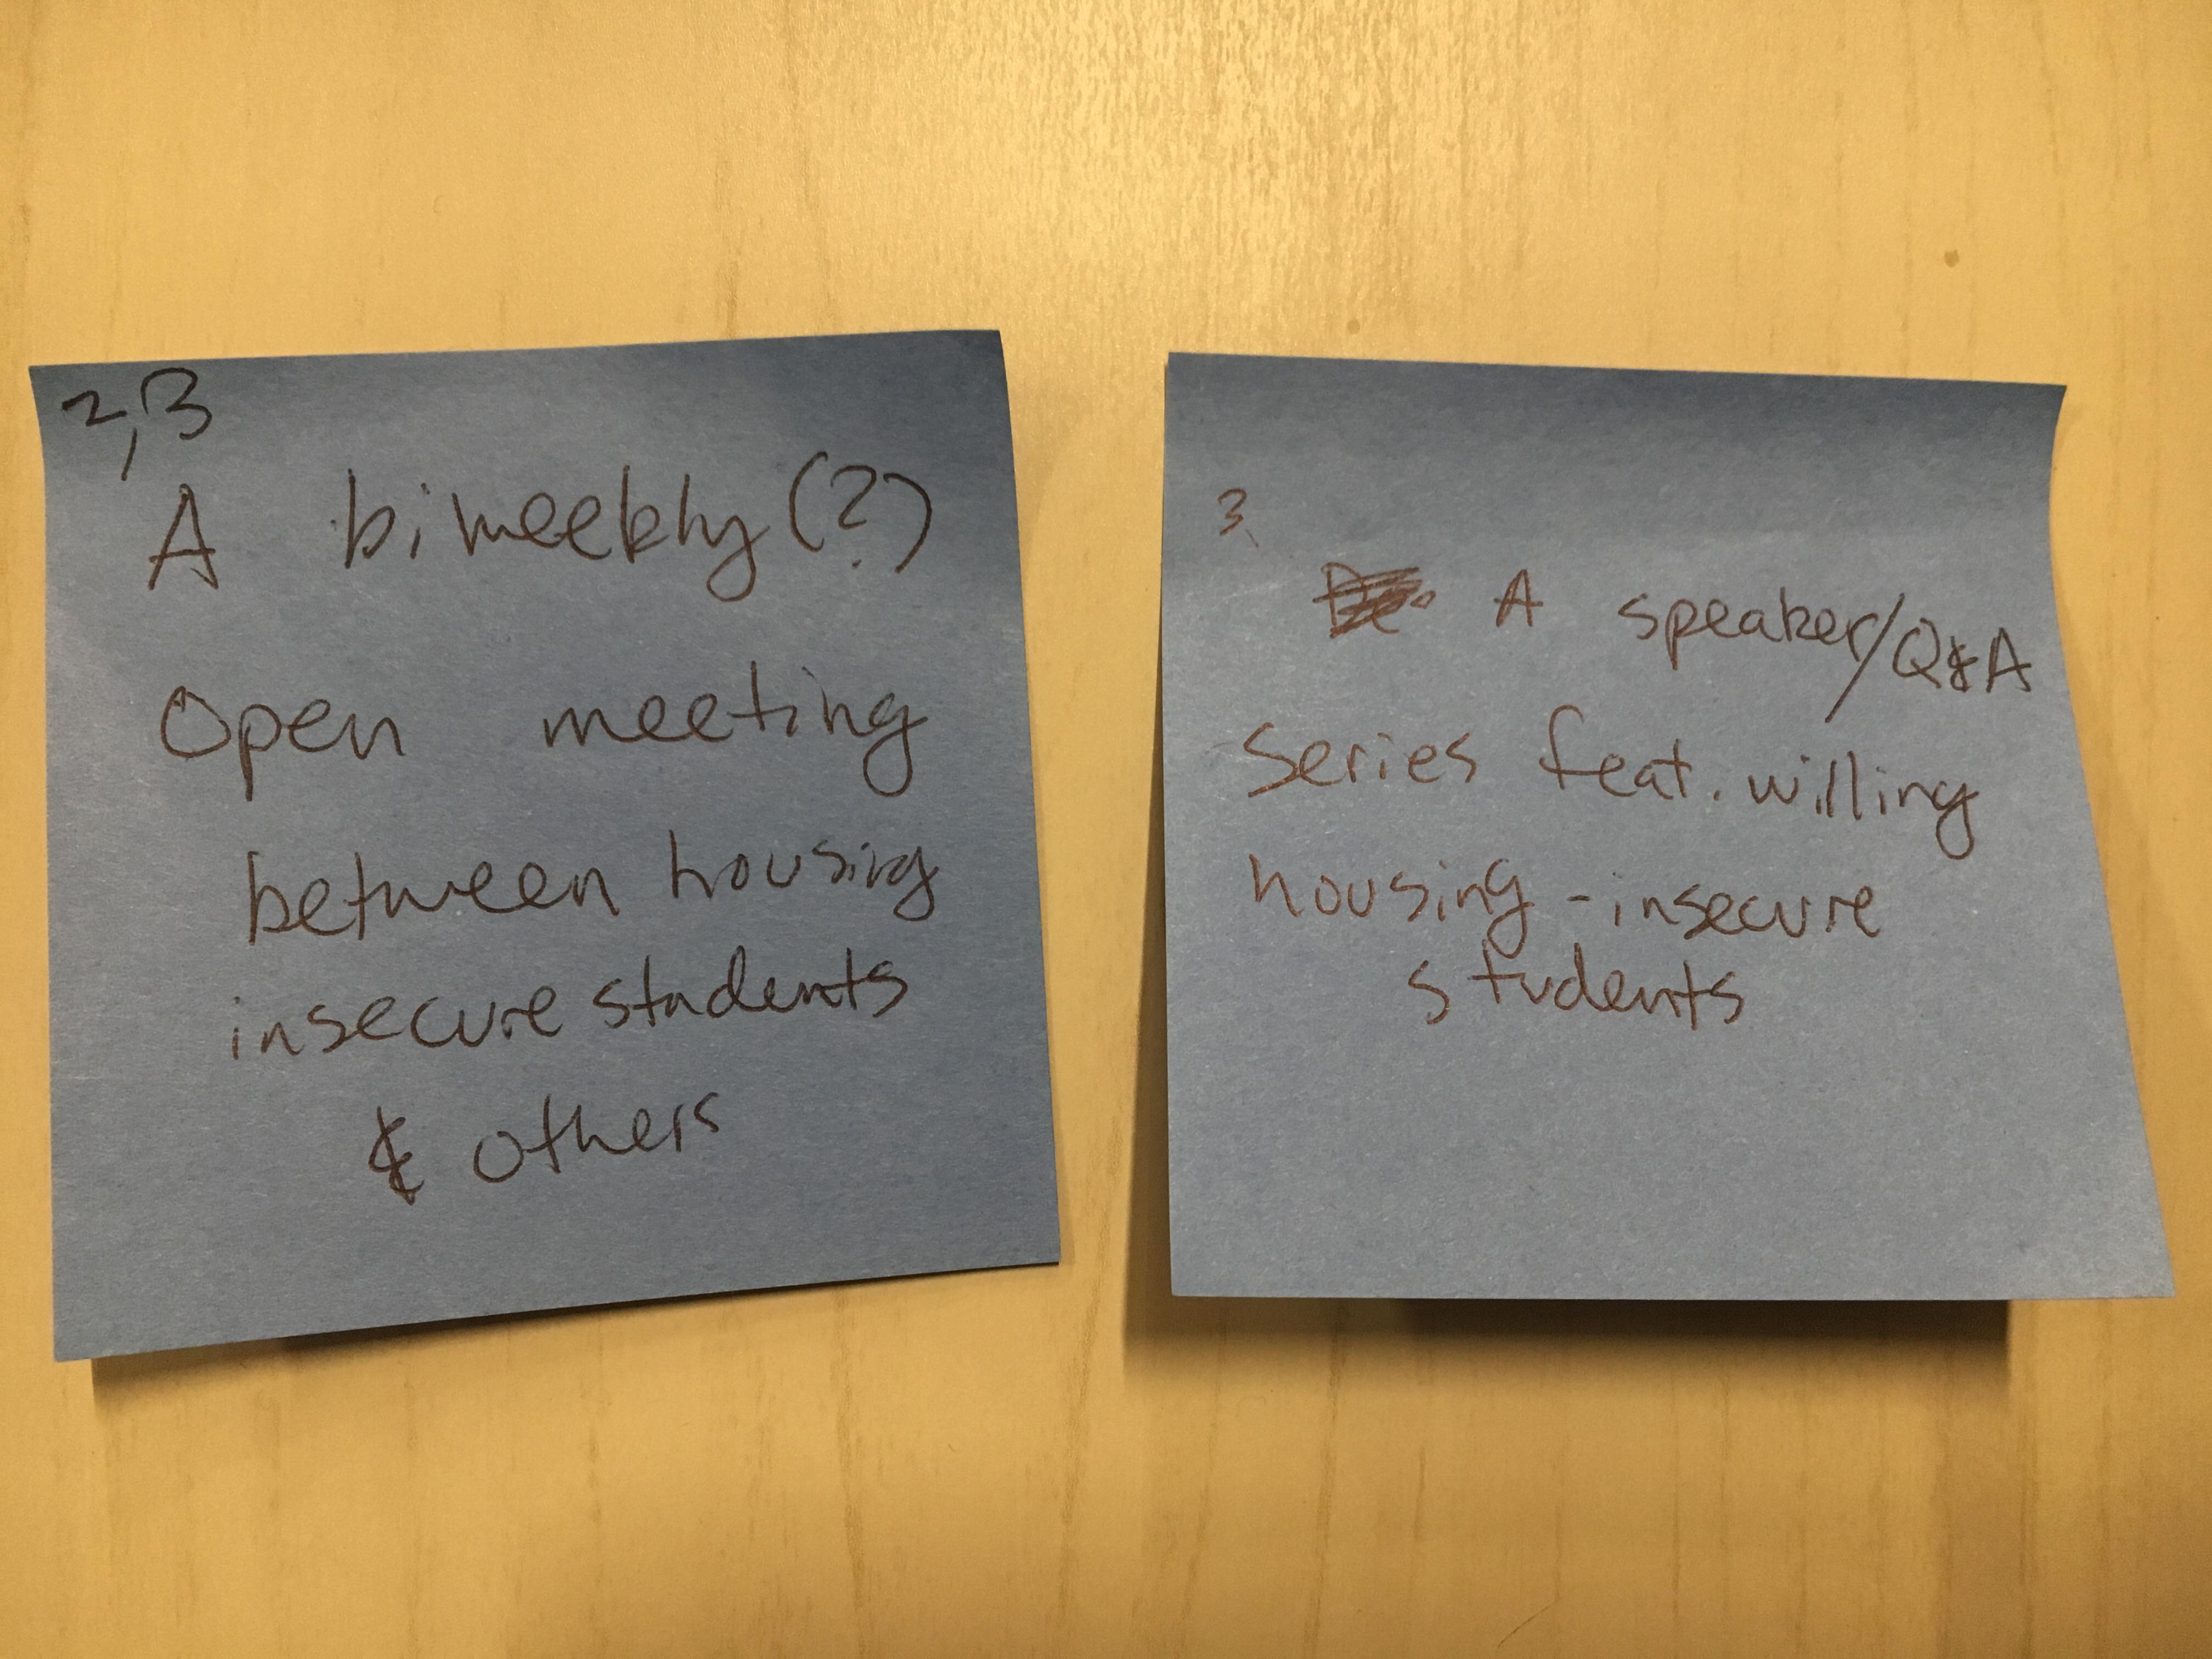 2,3
A biweekly(?)
Open meeting
between housing
insecure students
& others
3
A speaker/Q&A
series feat. willing
housing-insecure
students